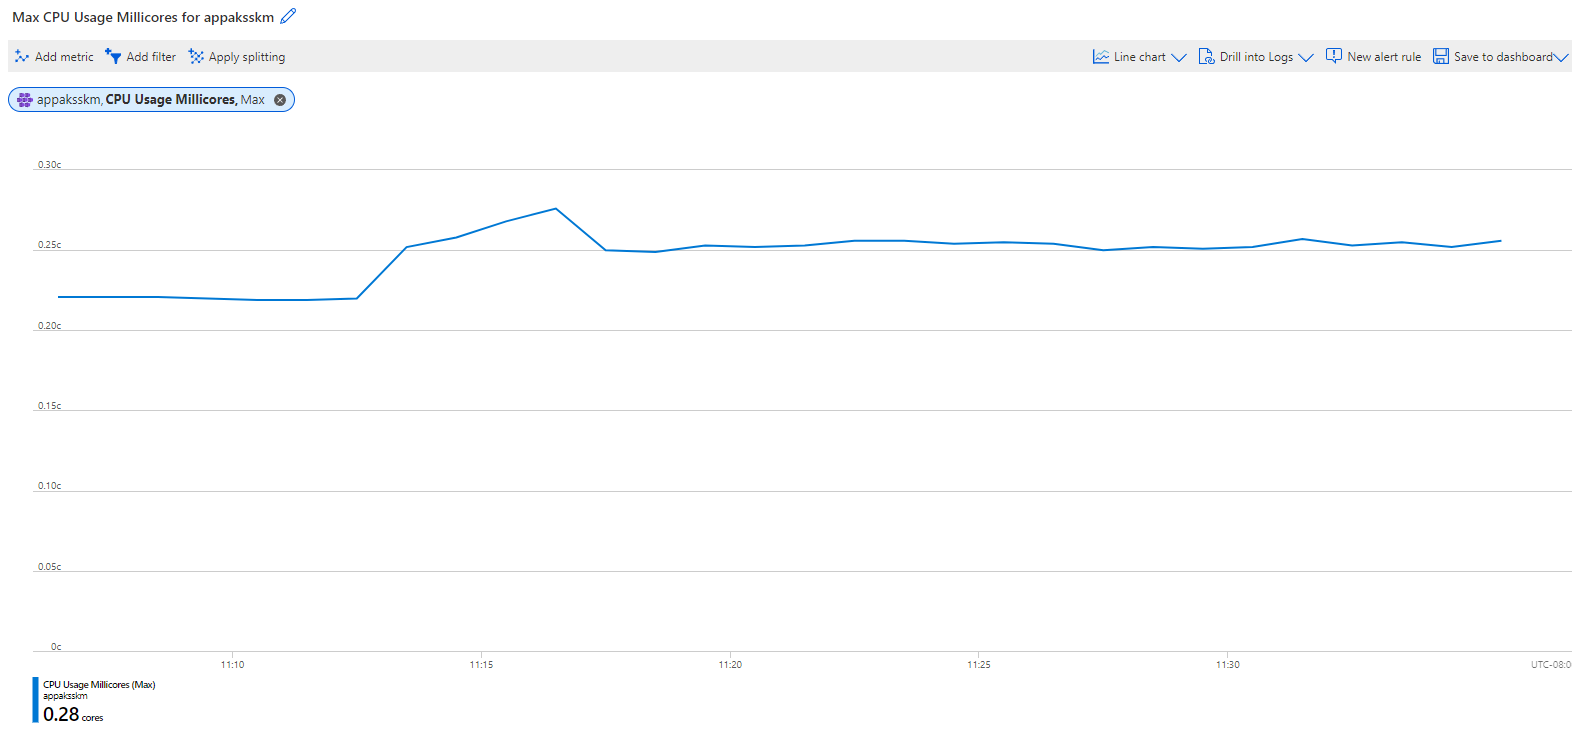 Max CPU Usage Millicores for appaksskm
Add metric Add filter Apply splitting Line chart Drill into Logs New alert rule Save to dashboard
appaksskm, CPU Usage Millicores, Max
0.30c
0.25c
0.20c
0.15c
0.10c
0.05c
0c
11:10 11:15 11:20 11:25 11:30 UTC-08:0
CPU Usage Millicores (Max)
appaksskm
0.28 cores